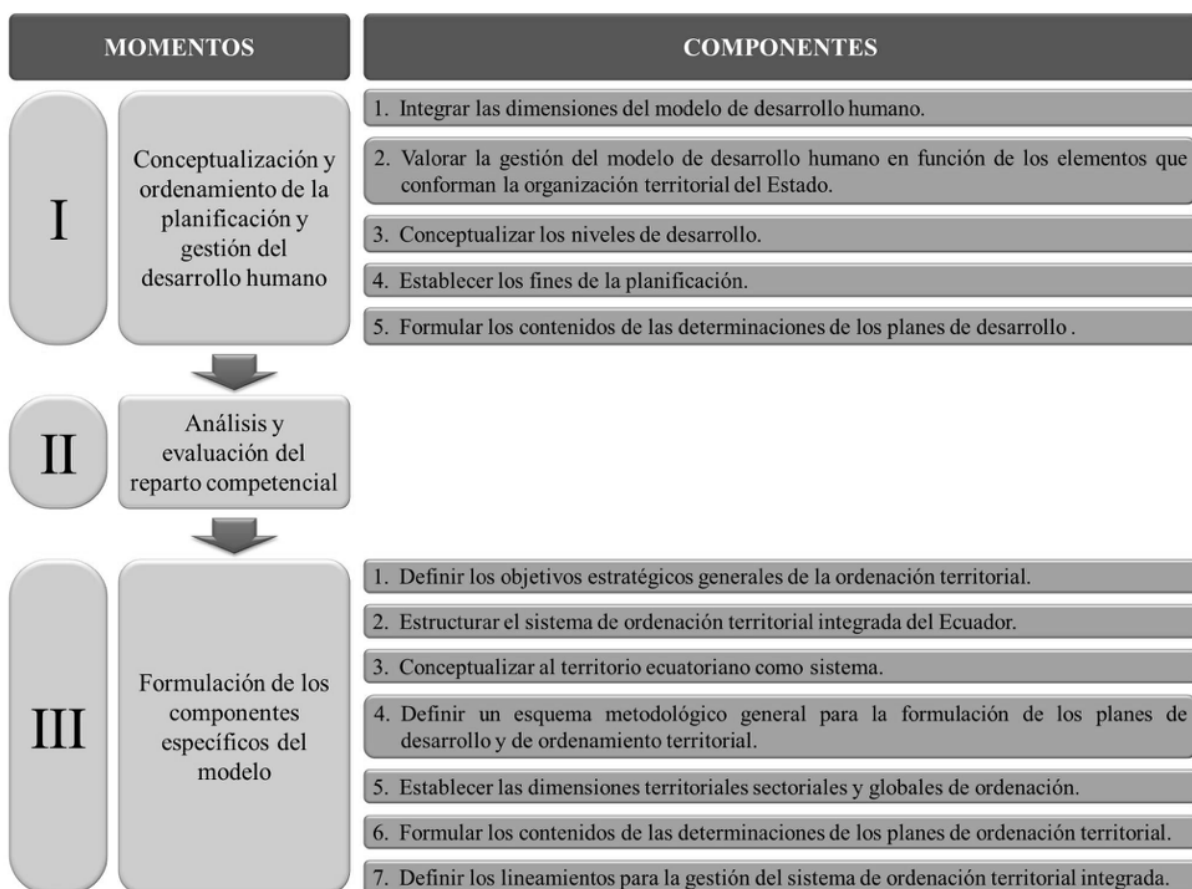 MOMENTOS
COMPONENTES
I
Conceptualización y
ordenamiento de la
planificación y
gestión del
desarrollo humano
1. Integrar las dimensiones del modelo de desarrollo humano.
2. Valorar la gestión del modelo de desarrollo humano en función de los elementos que
conforman la organización territorial del Estado.
3. Conceptualizar los niveles de desarrollo.
4. Establecer los fines de la planificación.
5. Formular los contenidos de las determinaciones de los planes de desarrollo .
II
Análisis y
evaluación del
reparto competencial
III
Formulación de los
componentes
específicos del
modelo
1. Definir los objetivos estratégicos generales de la ordenación territorial.
2. Estructurar el sistema de ordenación territorial integrada del Ecuador.
3. Conceptualizar al territorio ecuatoriano como sistema.
4. Definir un esquema metodológico general para la formulación de los planes de
desarrollo y de ordenamiento territorial.
5. Establecer las dimensiones territoriales sectoriales y globales de ordenación.
6. Formular los contenidos de las determinaciones de los planes de ordenación territorial.
7. Definir los lineamientos para la gestión del sistema de ordenación territorial integrada.